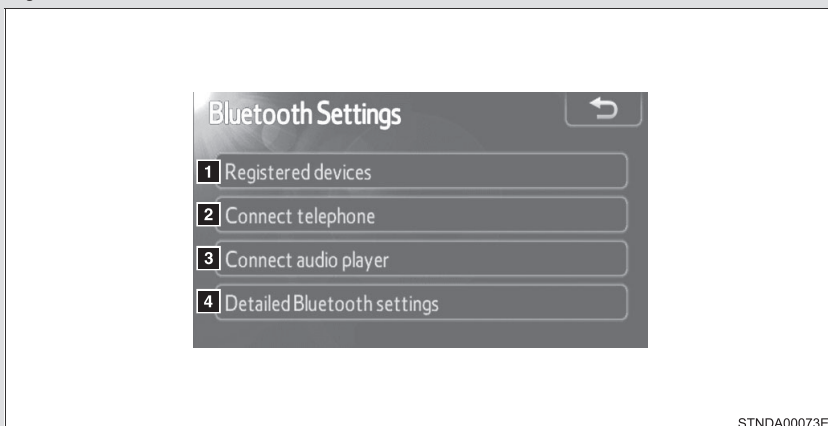 Bluetooth Settings
1 Registered devices
2 Connect telephone
3 Connect audio player
4 Detailed Bluetooth settings
STNDA00073E